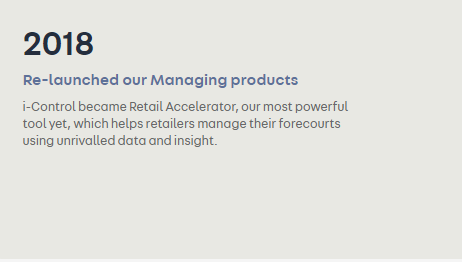 2018
Re-launched our Managing products
i-Control became Retail Accelerator, our most powerful
tool yet, which helps retailers manage their forecourts
using unrivalled data and insight.